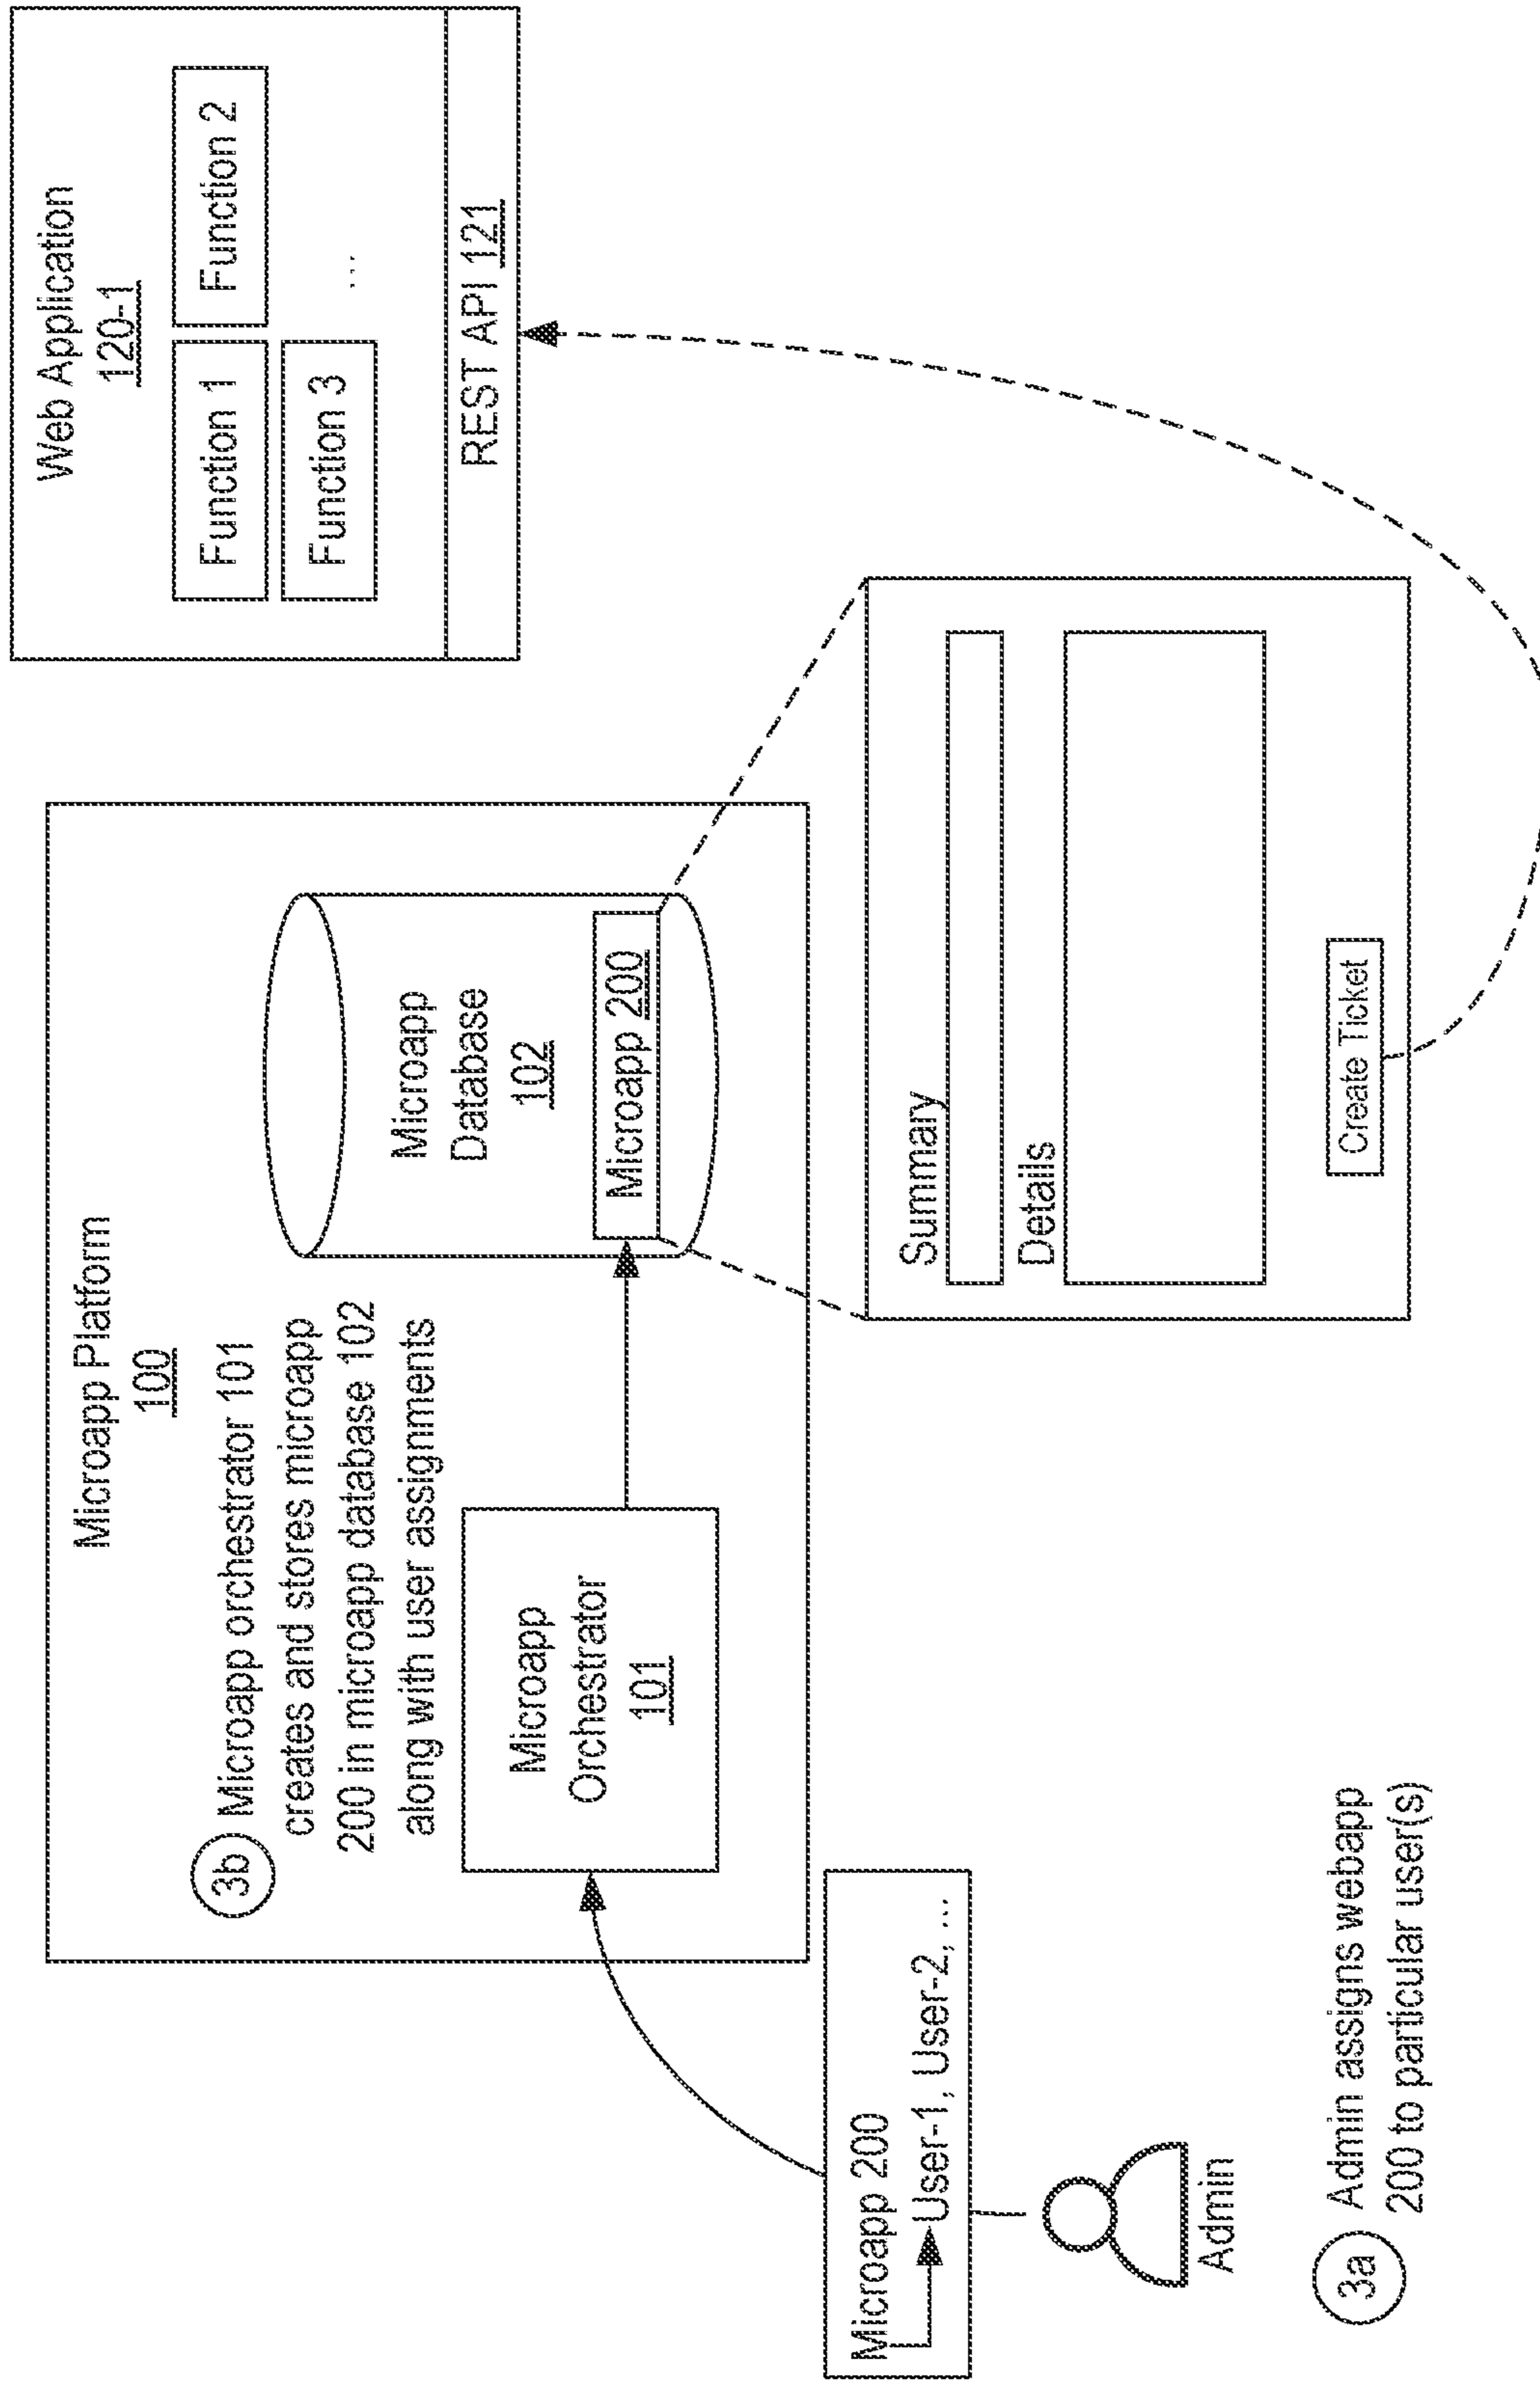 Microapp Platform
100
3b
Microapp orchestrator 101
creates and stores microapp
200 in microapp database 102
along with user assignments
Microapp
Orchestrator
101
Microapp
Database
102
Microapp 200
Web Application
120-1
Function 1
Function 2
Function 3
...
REST API 121
Microapp 200
User-1, User-2, ...
Admin
3a
Admin assigns webapp
200 to particular user(s)
Summary
Details
Create Ticket